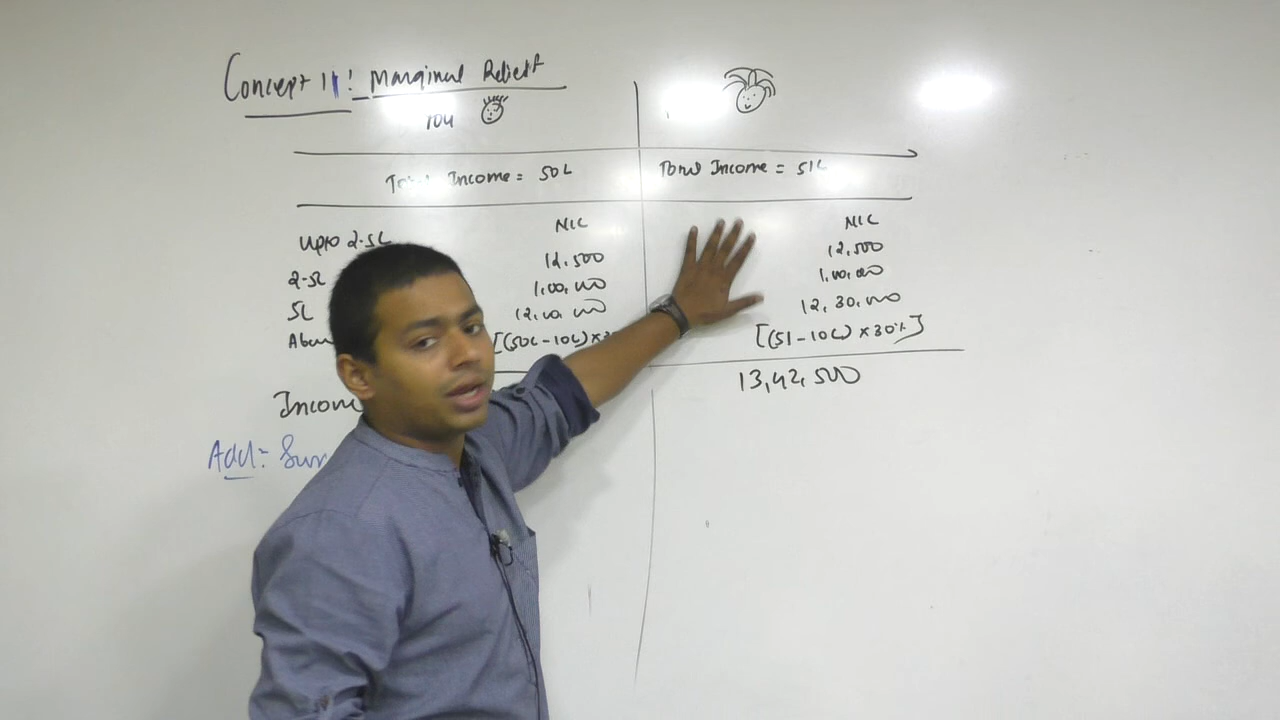 Concept 11: Marginal Relief
You
Total Income = 50L
Total Income = 51L
Upto 2.5L NIL NIL
2.5L 12,500 12,500
5L 1,00,000 1,00,000
12,00,000 12,30,000
[(50L-10L)× [(51-10L)×30%]
13,42,500
Income
Add: